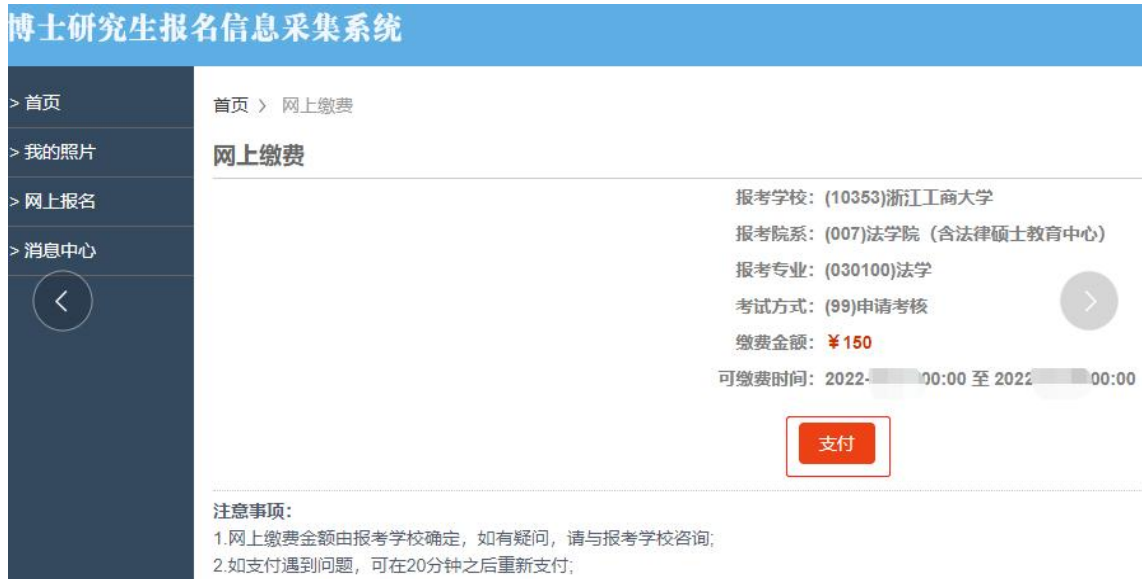 博士研究生报名信息采集系统
> 首页
> 我的照片
> 网上报名
> 消息中心
首页 > 网上缴费
网上缴费
报考学校：(10353)浙江工商大学
报考院系：(007)法学院（含法律硕士教育中心）
报考专业：(030100)法学
考试方式：(99)申请考核
缴费金额：￥150
可缴费时间：2022- 00:00 至 2022 00:00
支付
注意事项：
1.网上缴费金额由报考学校确定，如有疑问，请与报考学校咨询;
2.如支付遇到问题，可在20分钟之后重新支付;